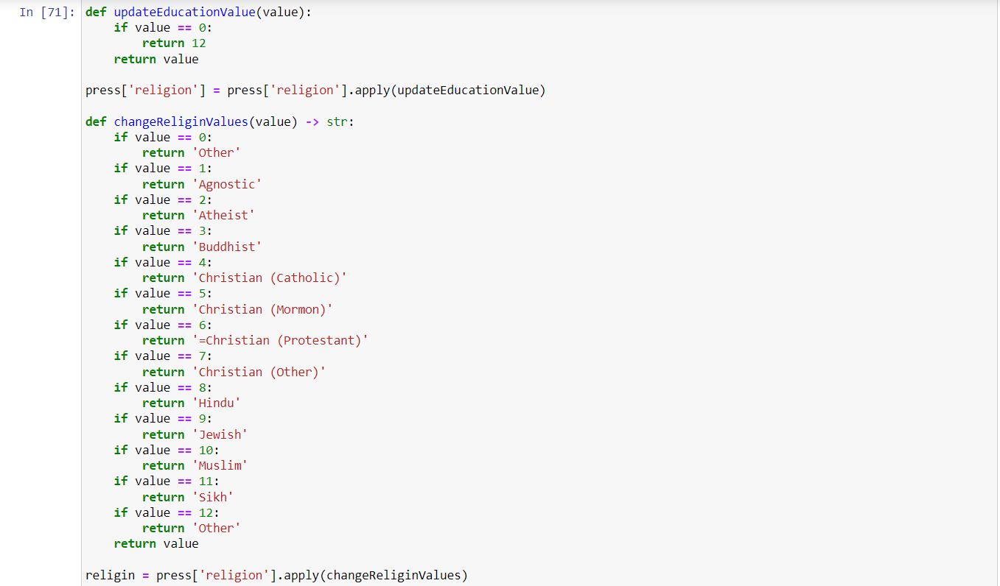 In [71]: def updateEducationValue(value):
    if value == 0:
        return 12
    return value

press['religion'] = press['religion'].apply(updateEducationValue)

def changeReliginValues(value) -> str:
    if value == 0:
        return 'Other'
    if value == 1:
        return 'Agnostic'
    if value == 2:
        return 'Atheist'
    if value == 3:
        return 'Buddhist'
    if value == 4:
        return 'Christian (Catholic)'
    if value == 5:
        return 'Christian (Mormon)'
    if value == 6:
        return '=Christian (Protestant)'
    if value == 7:
        return 'Christian (Other)'
    if value == 8:
        return 'Hindu'
    if value == 9:
        return 'Jewish'
    if value == 10:
        return 'Muslim'
    if value == 11:
        return 'Sikh'
    if value == 12:
        return 'Other'
    return value

religin = press['religion'].apply(changeReliginValues)